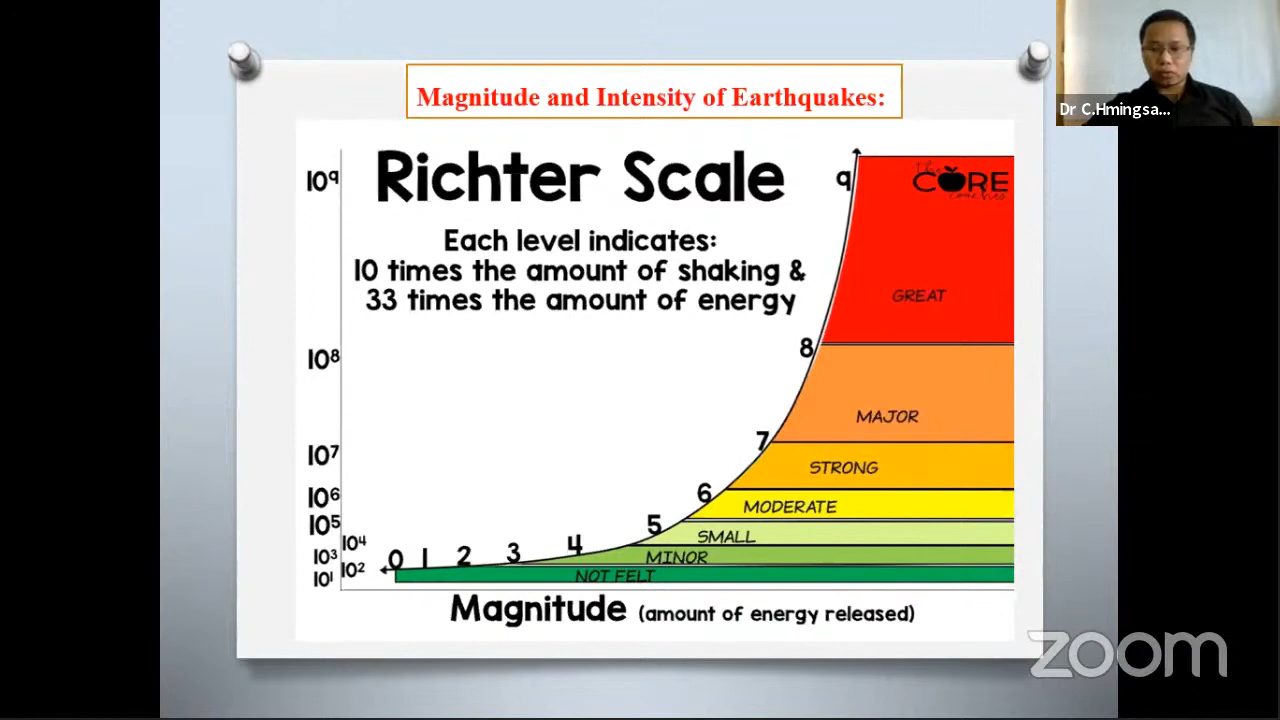 Magnitude and Intensity of Earthquakes:
Dr C.Hmingsa...
Richter Scale
Each level indicates:
10 times the amount of shaking &
33 times the amount of energy
10⁹
10⁸
10⁷
10⁶
10⁵
10⁴
10³
10²
10¹
0 1 2 3 4 5 6 7 8 9
The
CORE
GREAT
MAJOR
STRONG
MODERATE
SMALL
MINOR
NOT FELT
Magnitude (amount of energy released)
zoom